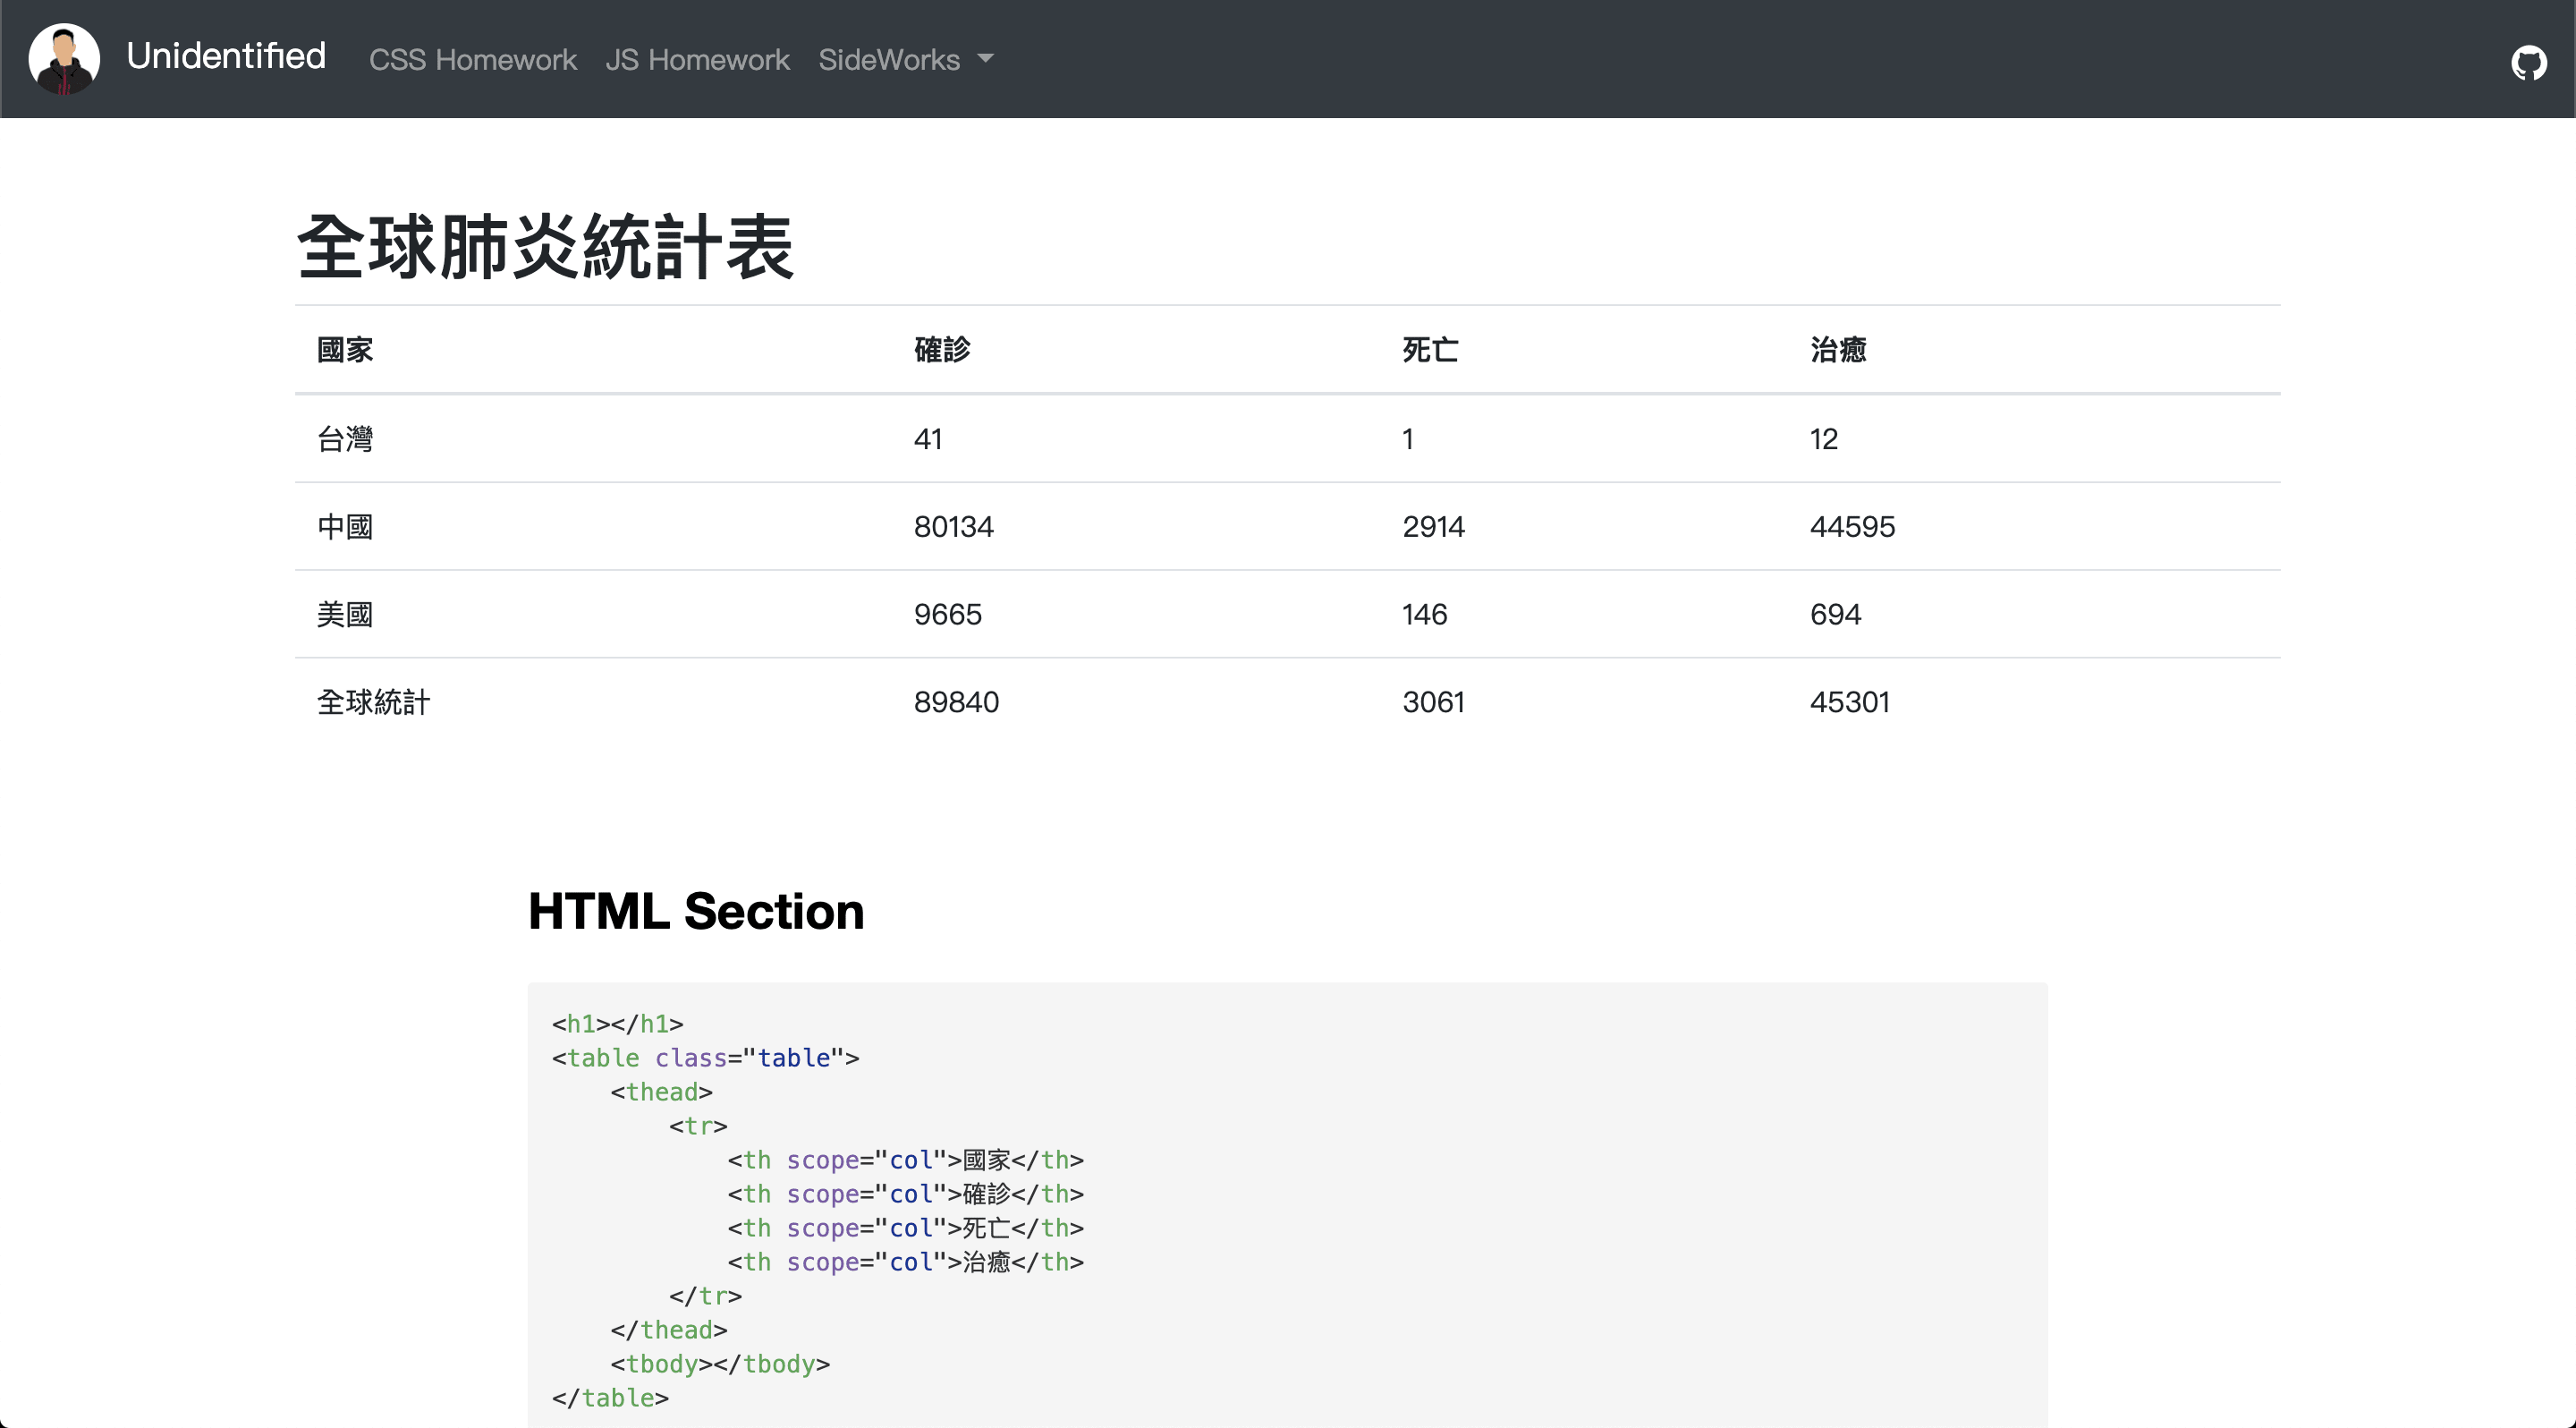 Unidentified CSS Homework JS Homework SideWorks
全球肺炎統計表
國家 確診 死亡 治癒
台灣 41 1 12
中國 80134 2914 44595
美國 9665 146 694
全球統計 89840 3061 45301
HTML Section
<h1></h1>
<table class="table">
    <thead>
        <tr>
            <th scope="col">國家</th>
            <th scope="col">確診</th>
            <th scope="col">死亡</th>
            <th scope="col">治癒</th>
        </tr>
    </thead>
    <tbody></tbody>
</table>